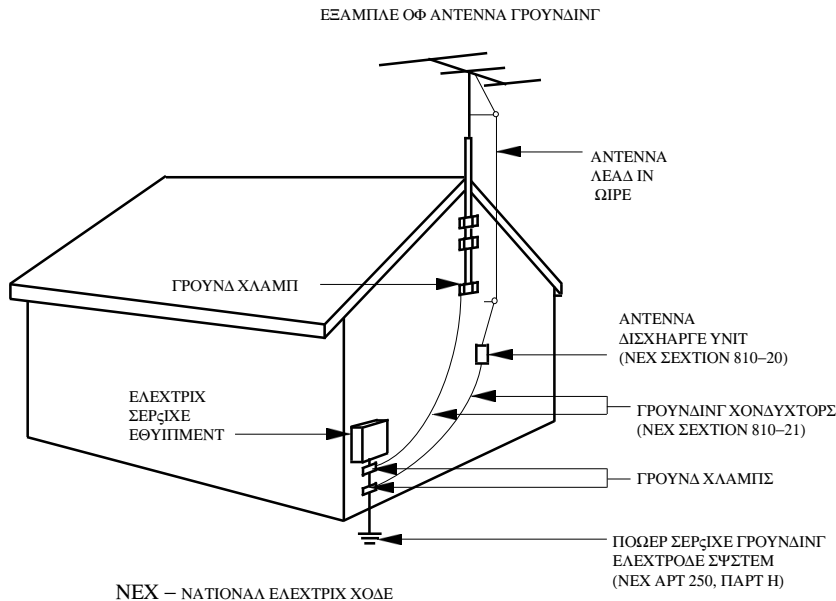 ΕΞΑΜΠΛΕ ΟΦ ΑΝΤΕΝΝΑ ΓΡΟΥΝΔΙΝΓ
ΑΝΤΕΝΝΑ
ΛΕΑΔ ΙΝ
ΩΙΡΕ
ΓΡΟΥΝΔ ΧΛΑΜΠ
ΑΝΤΕΝΝΑ
ΔΙΣΧΗΑΡΓΕ ΥΝΙΤ
(ΝΕΧ ΣΕΧΤΙΟΝ 810–20)
ΕΛΕΧΤΡΙΧ
ΣΕΡςΙΧΕ
ΕΘΥΙΠΜΕΝΤ
ΓΡΟΥΝΔΙΝΓ ΧΟΝΔΥΧΤΟΡΣ
(ΝΕΧ ΣΕΧΤΙΟΝ 810–21)
ΓΡΟΥΝΔ ΧΛΑΜΠΣ
ΠΟΩΕΡ ΣΕΡςΙΧΕ ΓΡΟΥΝΔΙΝΓ
ΕΛΕΧΤΡΟΔΕ ΣΨΣΤΕΜ
(ΝΕΧ ΑΡΤ 250, ΠΑΡΤ Η)
ΝΕΧ – ΝΑΤΙΟΝΑΛ ΕΛΕΧΤΡΙΧ ΧΟΔΕ